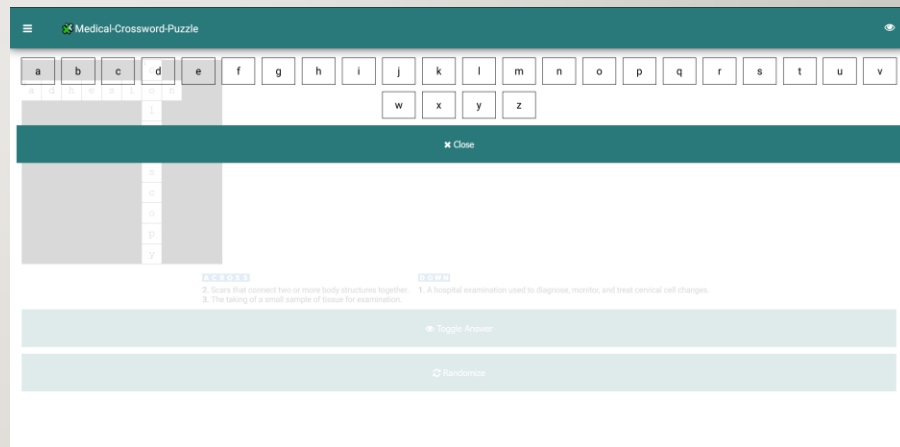 Medical-Crossword-Puzzle
a b c d e f g h i j k l m n o p q r s t u v
w x y z
c
a d h e s i o n
l
✖ Close
s
c
o
p
y
ACROSS
2. Scars that connect two or more body structures together
3. The taking of a small sample of tissue for examination.
DOWN
1. A hospital examination used to diagnose, monitor, and treat cervical cell changes.
Toggle Answer
Randomise